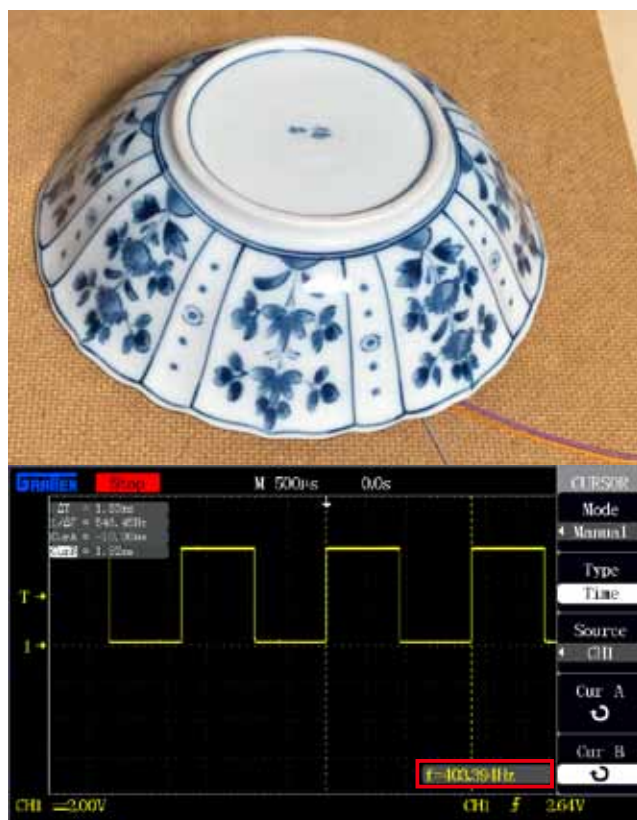 GRATTEN Stop M 500μs 0.0s CURSOR
Mode
Manual
Type
Time
Source
CH1
Cur A
Cur B
T
1
f=403.394Hz
CH1 2.00V CH1 2.64V